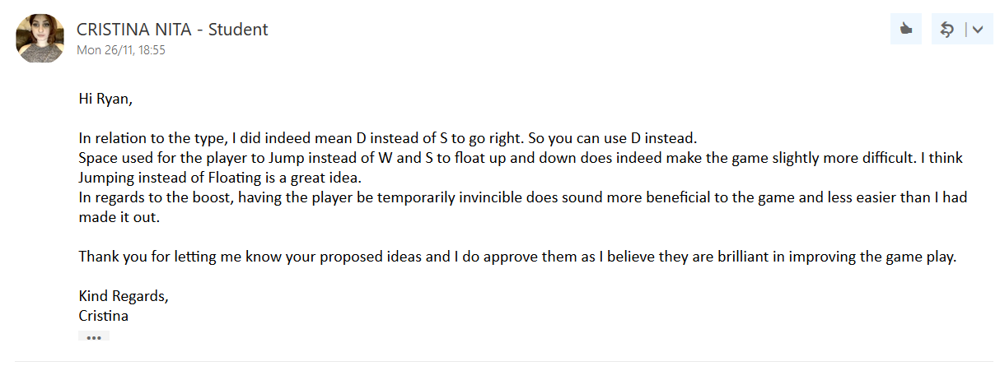 CRISTINA NITA - Student
Mon 26/11, 18:55
Hi Ryan,
In relation to the type, I did indeed mean D instead of S to go right. So you can use D instead.
Space used for the player to Jump instead of W and S to float up and down does indeed make the game slightly more difficult. I think
Jumping instead of Floating is a great idea.
In regards to the boost, having the player be temporarily invincible does sound more beneficial to the game and less easier than I had
made it out.
Thank you for letting me know your proposed ideas and I do approve them as I believe they are brilliant in improving the game play.
Kind Regards,
Cristina